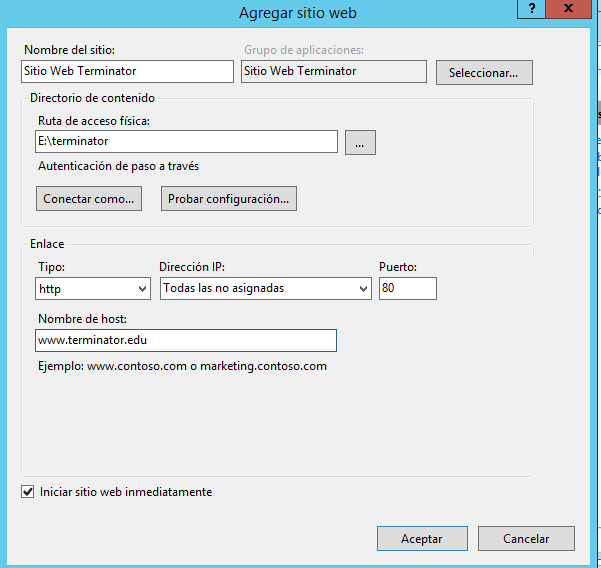 Agregar sitio web
?
x
Nombre del sitio:
Grupo de aplicaciones:
Sitio Web Terminator
Sitio Web Terminator
Seleccionar...
Directorio de contenido
Ruta de acceso física:
E:\terminator
...
Autenticación de paso a través
Conectar como...
Probar configuración...
Enlace
Tipo:
Dirección IP:
Puerto:
http
Todas las no asignadas
80
Nombre de host:
www.terminator.edu
Ejemplo: www.contoso.com o marketing.contoso.com
Iniciar sitio web inmediatamente
Aceptar
Cancelar